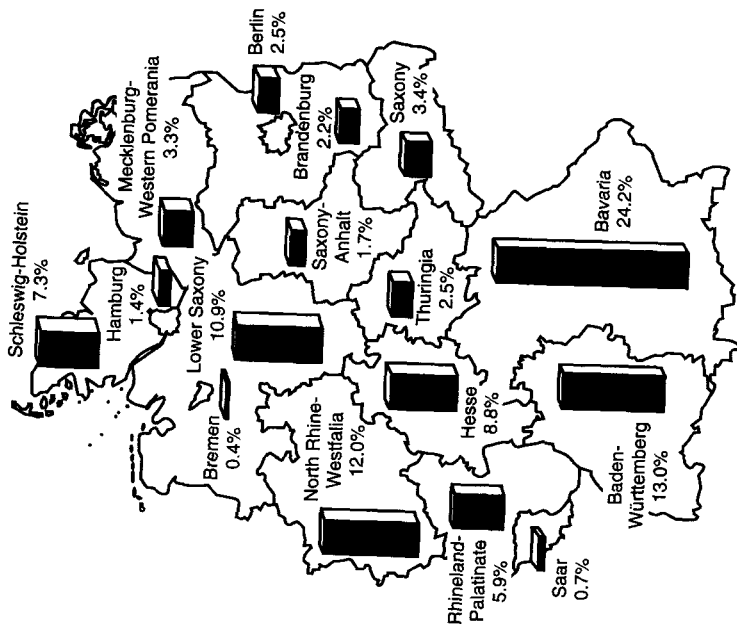 Schleswig-Holstein
7.3%
Hamburg
1.4%
Mecklenburg-
Western Pomerania
3.3%
Berlin
2.5%
Brandenburg
2.2%
Bremen
0.4%
Lower Saxony
10.9%
Saxony-
Anhalt
1.7%
Saxony
3.4%
North Rhine-
Westfalia
12.0%
Hesse
8.8%
Thuringia
2.5%
Rhineland-
Palatinate
5.9%
Saar
0.7%
Baden-
Württemberg
13.0%
Bavaria
24.2%